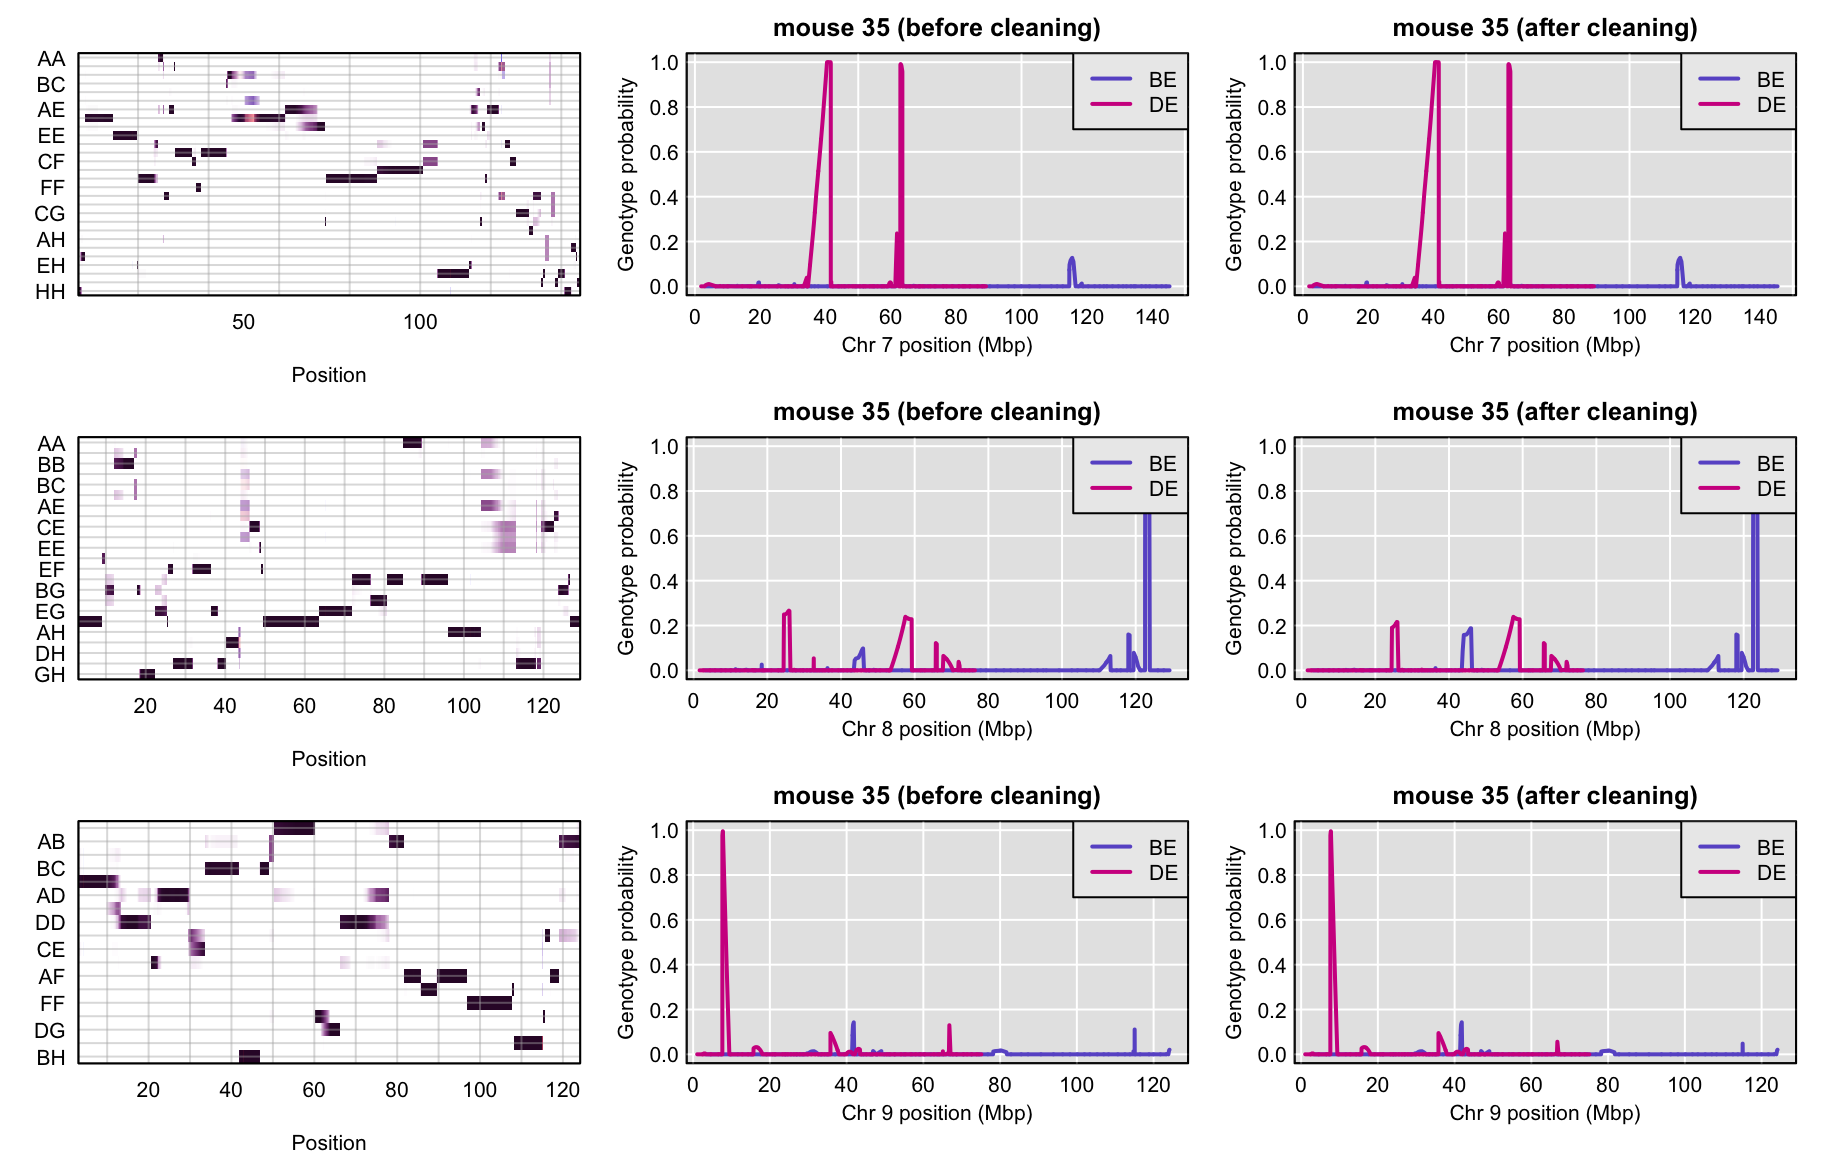 mouse 35 (before cleaning)
mouse 35 (after cleaning)
AA
BC
AE
EE
CF
FF
CG
AH
EH
HH
50 100
Position
Genotype probability
1.0
0.8
0.6
0.4
0.2
0.0
BE
DE
0 20 40 60 80 100 120 140
Chr 7 position (Mbp)
Genotype probability
1.0
0.8
0.6
0.4
0.2
0.0
BE
DE
0 20 40 60 80 100 120 140
Chr 7 position (Mbp)
mouse 35 (before cleaning)
mouse 35 (after cleaning)
AA
BB
BC
AE
CE
EE
EF
BG
EG
AH
DH
GH
20 40 60 80 100 120
Position
Genotype probability
1.0
0.8
0.6
0.4
0.2
0.0
BE
DE
0 20 40 60 80 100 120
Chr 8 position (Mbp)
Genotype probability
1.0
0.8
0.6
0.4
0.2
0.0
BE
DE
0 20 40 60 80 100 120
Chr 8 position (Mbp)
mouse 35 (before cleaning)
mouse 35 (after cleaning)
AB
BC
AD
DD
CE
AF
FF
DG
BH
20 40 60 80 100 120
Position
Genotype probability
1.0
0.8
0.6
0.4
0.2
0.0
BE
DE
0 20 40 60 80 100 120
Chr 9 position (Mbp)
Genotype probability
1.0
0.8
0.6
0.4
0.2
0.0
BE
DE
0 20 40 60 80 100 120
Chr 9 position (Mbp)